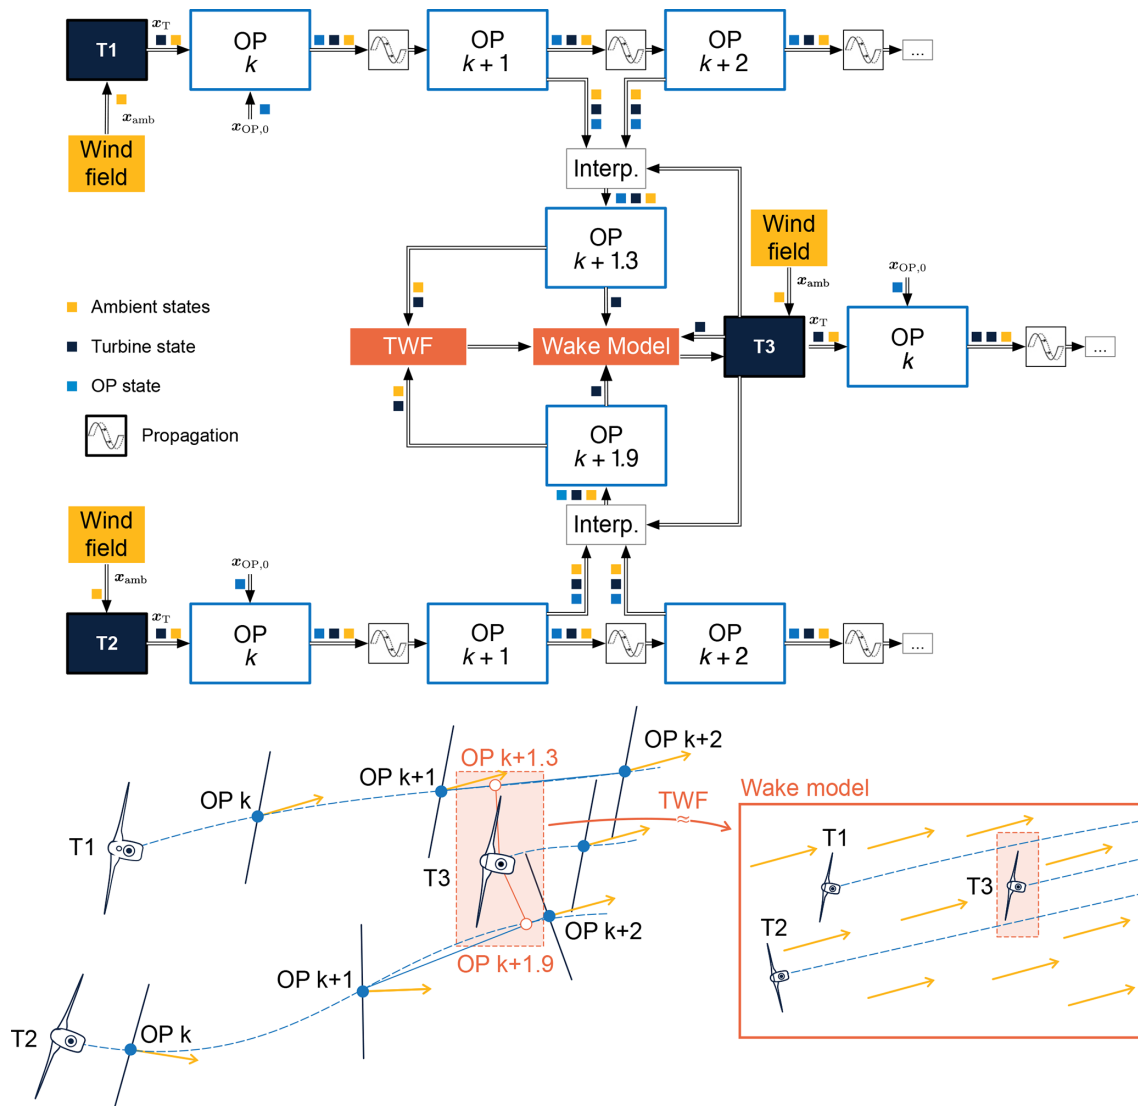 x_T
T1
OP
k
OP
k + 1
OP
k + 2
...
x_amb
x_OP,0
Wind
field
Interp.
OP
k + 1.3
Wind
field
x_OP,0
x_amb
Ambient states
Turbine state
OP state
Propagation
TWF
Wake Model
T3
x_T
OP
k
...
OP
k + 1.9
Interp.
Wind
field
x_amb
x_OP,0
x_T
T2
OP
k
OP
k + 1
OP
k + 2
...
OP k+2
OP k+1.3
OP k+1
OP k
TWF
≈
T1
T3
OP k+2
OP k+1.9
OP k+1
T2
OP k
Wake model
T1
T3
T2